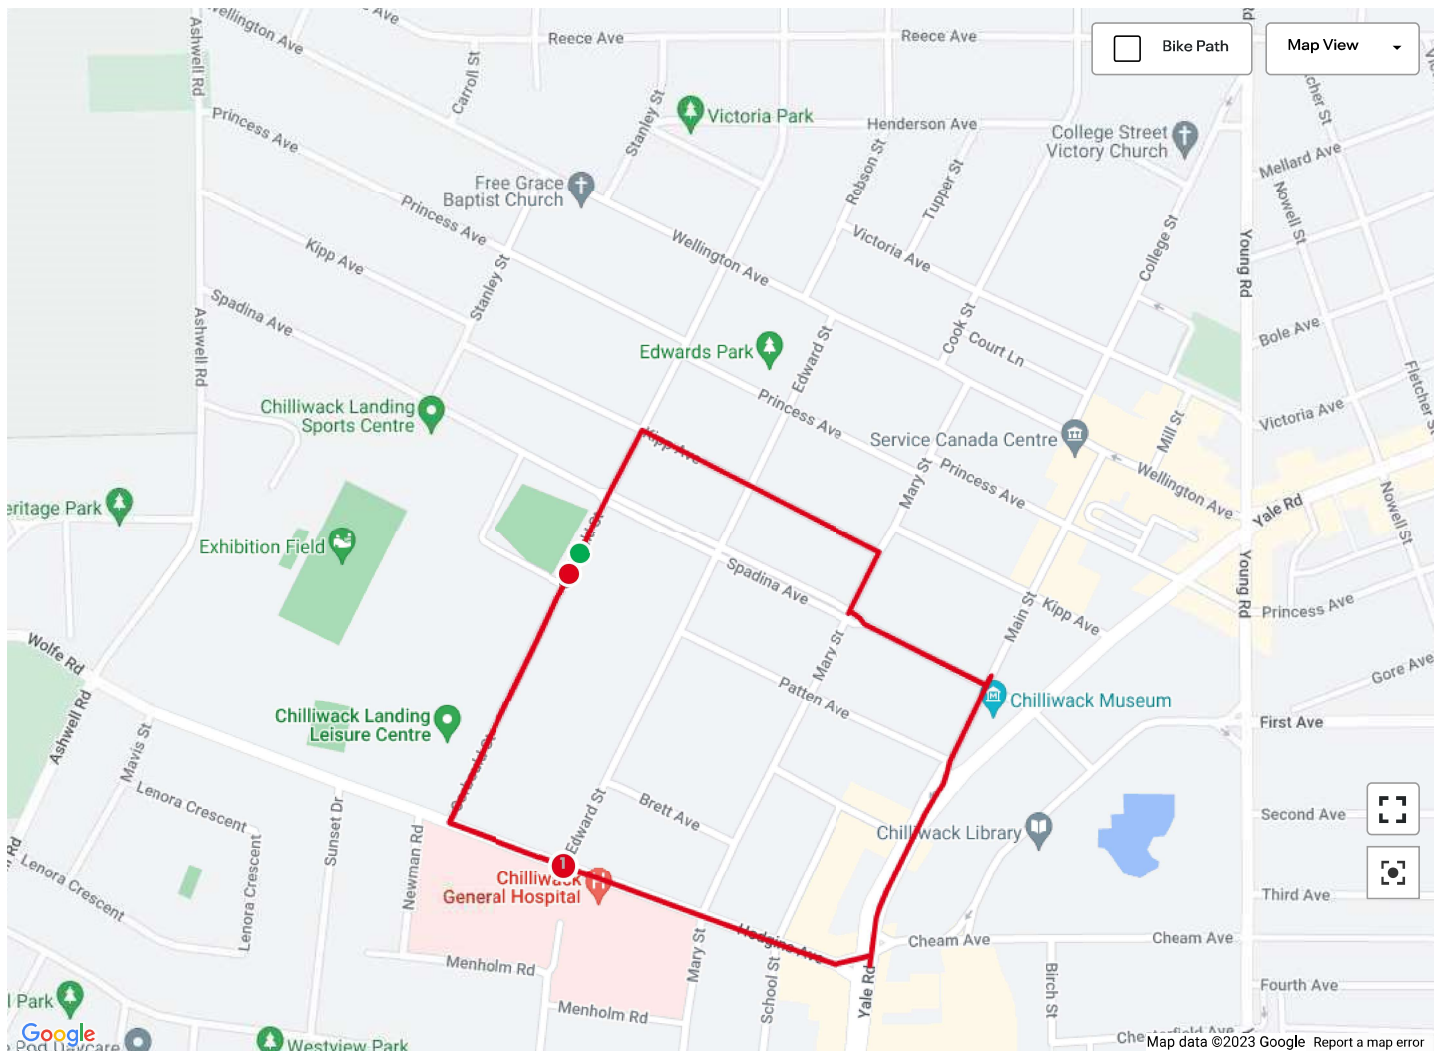 Wellington Ave
Ave
Reece Ave
Reece Ave
Rd
Bike Path
Map View
Ashwell Rd
Carroll St
Stanley St
Victoria Park
Henderson Ave
College Street
Victory Church
Princess Ave
Robson St
Tupper St
Mellard Ave
Free Grace
Baptist Church
Princess Ave
Nowell St
Kipp Ave
Wellington Ave
Victoria Ave
College St
Young Rd
Stanley St
Spadina Ave
Ashwell Rd
Cook St
Court Ln
Bole Ave
Edwards Park
Edward St
Fletcher S
Chilliwack Landing
Sports Centre
Princess Ave
Service Canada Centre
Mill St
Victoria Ave
Kipp Ave
Mary St
Princess Ave
Wellington Ave
Yale Rd
Nowell St
eritage Park
Exhibition Field
Spadina Ave
Young Rd
Kipp Ave
Main St
Princess Ave
Wolfe Rd
Mary St
Gore Ave
Patten Ave
Chilliwack Museum
Ashwell Rd
Mavis St
Chilliwack Landing
Leisure Centre
First Ave
Lenora Crescent
Sunset Dr
Newman Rd
Edward St
Brett Ave
Chilliwack Library
Second Ave
1
Lenora Crescent
Lenora Crescent
Chilliwack
General Hospital
Third Ave
Hodgins Ave
Cheam Ave
Cheam Ave
Menholm Rd
Mary St
School St
Yale Rd
Birch St
Fourth Ave
l Park
Menholm Rd
Google
Westview Park
Chesterfield Ave
Map data ©2023 Google
Report a map error